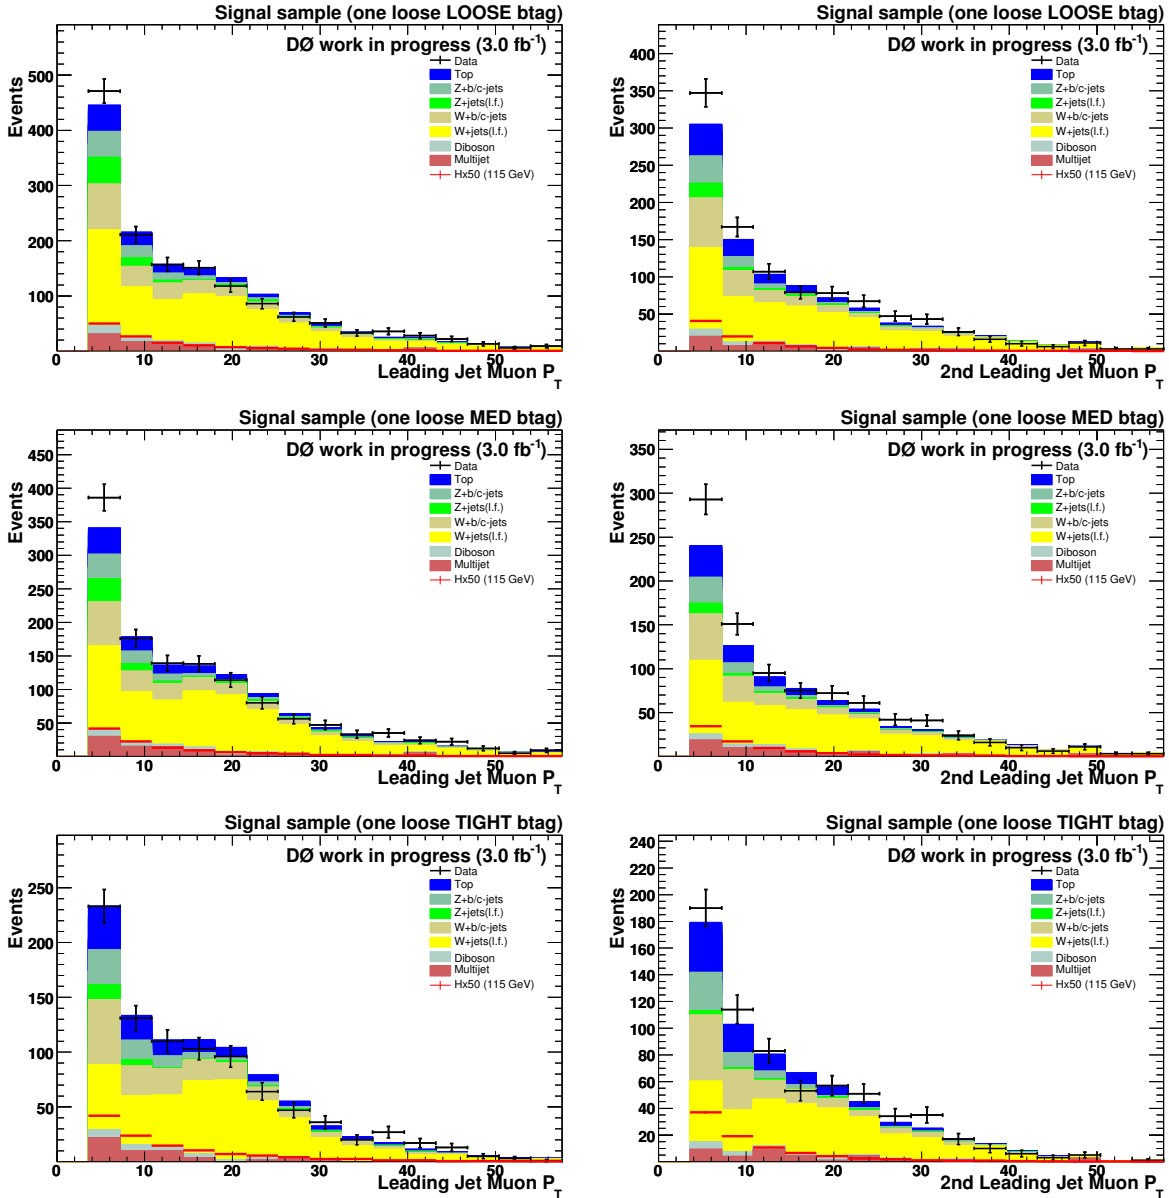 Signal sample (one loose LOOSE btag)
DØ work in progress (3.0 fb⁻¹)
Events
500
400
300
200
100
Data
Top
Z+b/c-jets
Z+jets(l.f.)
W+b/c-jets
W+jets(l.f.)
Diboson
Multijet
Hx50 (115 GeV)
0 10 20 30 40 50
Leading Jet Muon P_T
Signal sample (one loose LOOSE btag)
DØ work in progress (3.0 fb⁻¹)
Events
400
350
300
250
200
150
100
50
Data
Top
Z+b/c-jets
Z+jets(l.f.)
W+b/c-jets
W+jets(l.f.)
Diboson
Multijet
Hx50 (115 GeV)
0 10 20 30 40 50
2nd Leading Jet Muon P_T
Signal sample (one loose MED btag)
DØ work in progress (3.0 fb⁻¹)
Events
450
400
350
300
250
200
150
100
50
Data
Top
Z+b/c-jets
Z+jets(l.f.)
W+b/c-jets
W+jets(l.f.)
Diboson
Multijet
Hx50 (115 GeV)
0 10 20 30 40 50
Leading Jet Muon P_T
Signal sample (one loose MED btag)
DØ work in progress (3.0 fb⁻¹)
Events
350
300
250
200
150
100
50
Data
Top
Z+b/c-jets
Z+jets(l.f.)
W+b/c-jets
W+jets(l.f.)
Diboson
Multijet
Hx50 (115 GeV)
0 10 20 30 40 50
2nd Leading Jet Muon P_T
Signal sample (one loose TIGHT btag)
DØ work in progress (3.0 fb⁻¹)
Events
250
200
150
100
50
Data
Top
Z+b/c-jets
Z+jets(l.f.)
W+b/c-jets
W+jets(l.f.)
Diboson
Multijet
Hx50 (115 GeV)
0 10 20 30 40 50
Leading Jet Muon P_T
Signal sample (one loose TIGHT btag)
DØ work in progress (3.0 fb⁻¹)
Events
240
220
200
180
160
140
120
100
80
60
40
20
Data
Top
Z+b/c-jets
Z+jets(l.f.)
W+b/c-jets
W+jets(l.f.)
Diboson
Multijet
Hx50 (115 GeV)
0 10 20 30 40 50
2nd Leading Jet Muon P_T